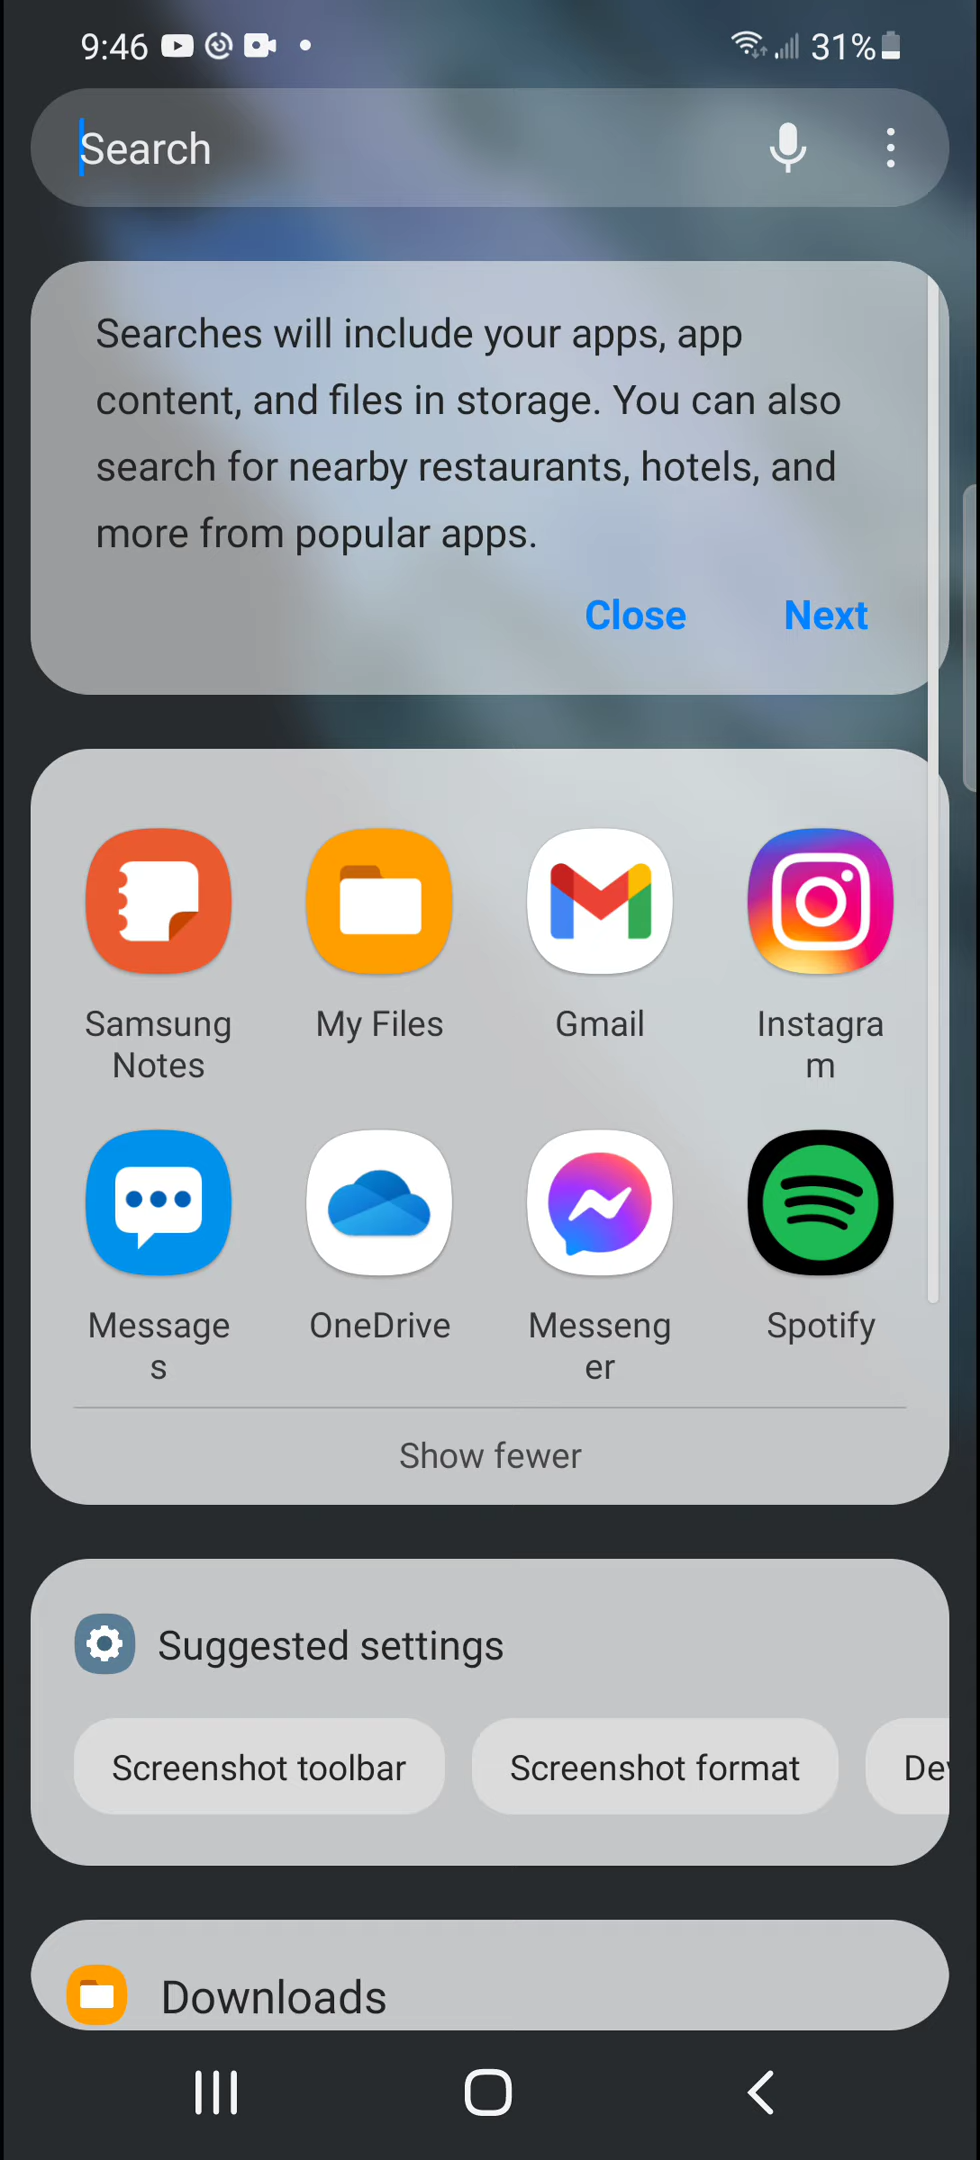 9:46 31%
Search
Searches will include your apps, app
content, and files in storage. You can also
search for nearby restaurants, hotels, and
more from popular apps.
Close Next
Samsung
Notes
My Files
Gmail
Instagra
m
Message
s
OneDrive
Messeng
er
Spotify
Show fewer
Suggested settings
Screenshot toolbar Screenshot format Dev
Downloads